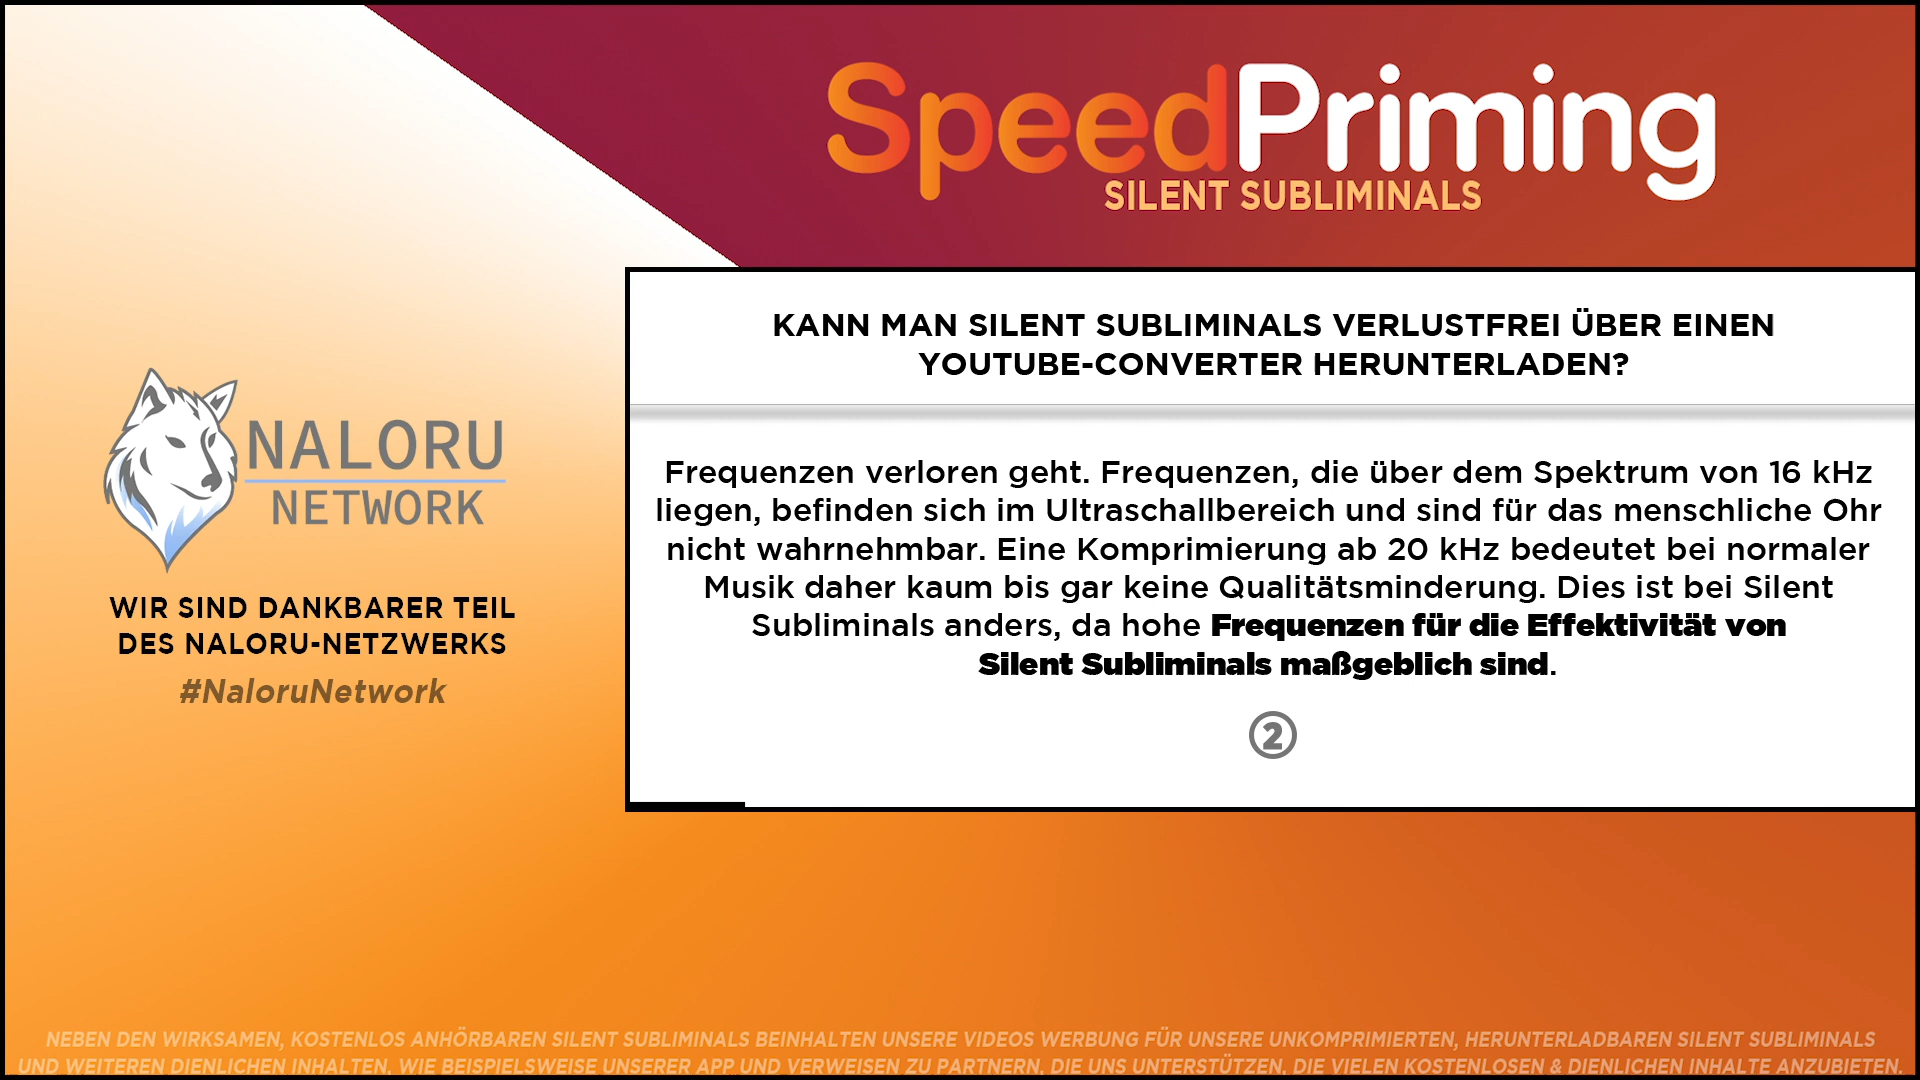 SpeedPriming
SILENT SUBLIMINALS
KANN MAN SILENT SUBLIMINALS VERLUSTFREI ÜBER EINEN
YOUTUBE-CONVERTER HERUNTERLADEN?
Frequenzen verloren geht. Frequenzen, die über dem Spektrum von 16 kHz
liegen, befinden sich im Ultraschallbereich und sind für das menschliche Ohr
nicht wahrnehmbar. Eine Komprimierung ab 20 kHz bedeutet bei normaler
Musik daher kaum bis gar keine Qualitätsminderung. Dies ist bei Silent
Subliminals anders, da hohe Frequenzen für die Effektivität von
Silent Subliminals maßgeblich sind.
2
NALORU
NETWORK
WIR SIND DANKBARER TEIL
DES NALORU-NETZWERKS
#NaloruNetwork
NEBEN DEN WIRKSAMEN, KOSTENLOS ANHÖRBAREN SILENT SUBLIMINALS BEINHALTEN UNSERE VIDEOS WERBUNG FÜR UNSERE UNKOMPRIMIERTEN, HERUNTERLADBAREN SILENT SUBLIMINALS
UND WEITEREN DIENLICHEN INHALTEN, WIE BEISPIELSWEISE UNSERER APP UND VERWEISEN ZU PARTNERN, DIE UNS UNTERSTÜTZEN, DIE VIELEN KOSTENLOSEN & DIENLICHEN INHALTE ANZUBIETEN.